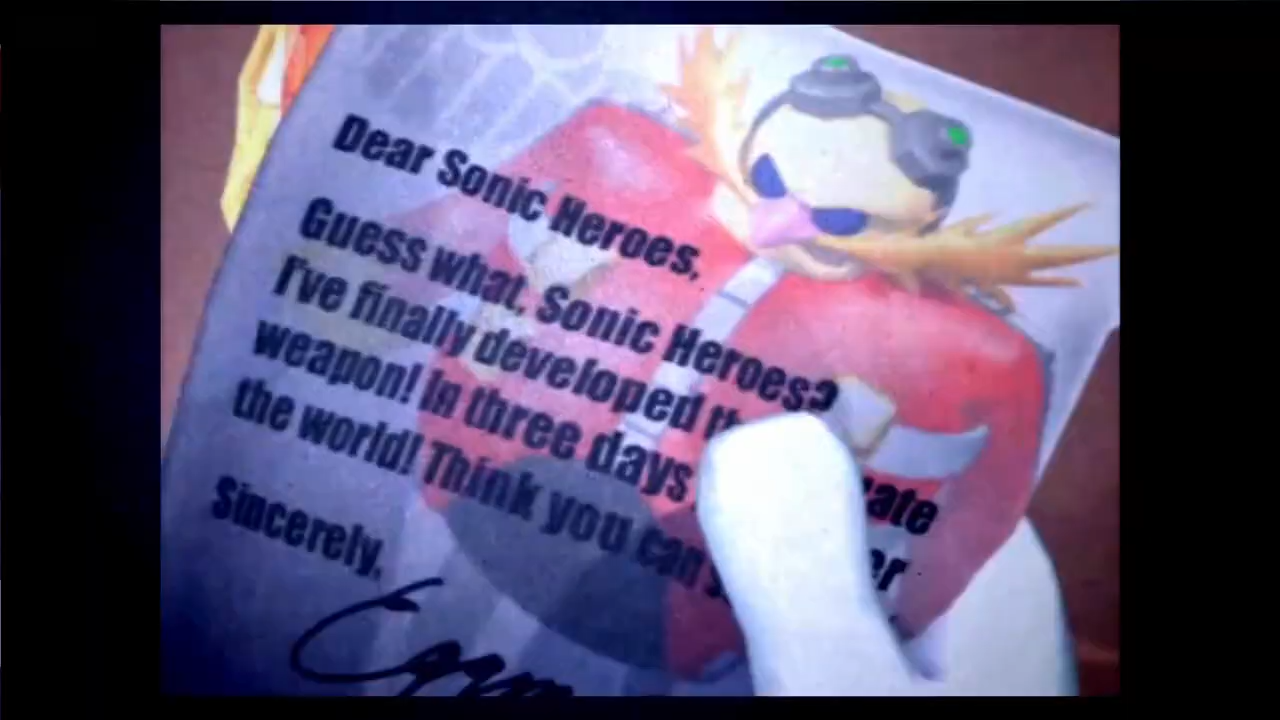 Dear Sonic Heroes,
Guess what, Sonic Heroes?
I've finally developed
weapon! In three days
the world! Think you can
Sincerely,